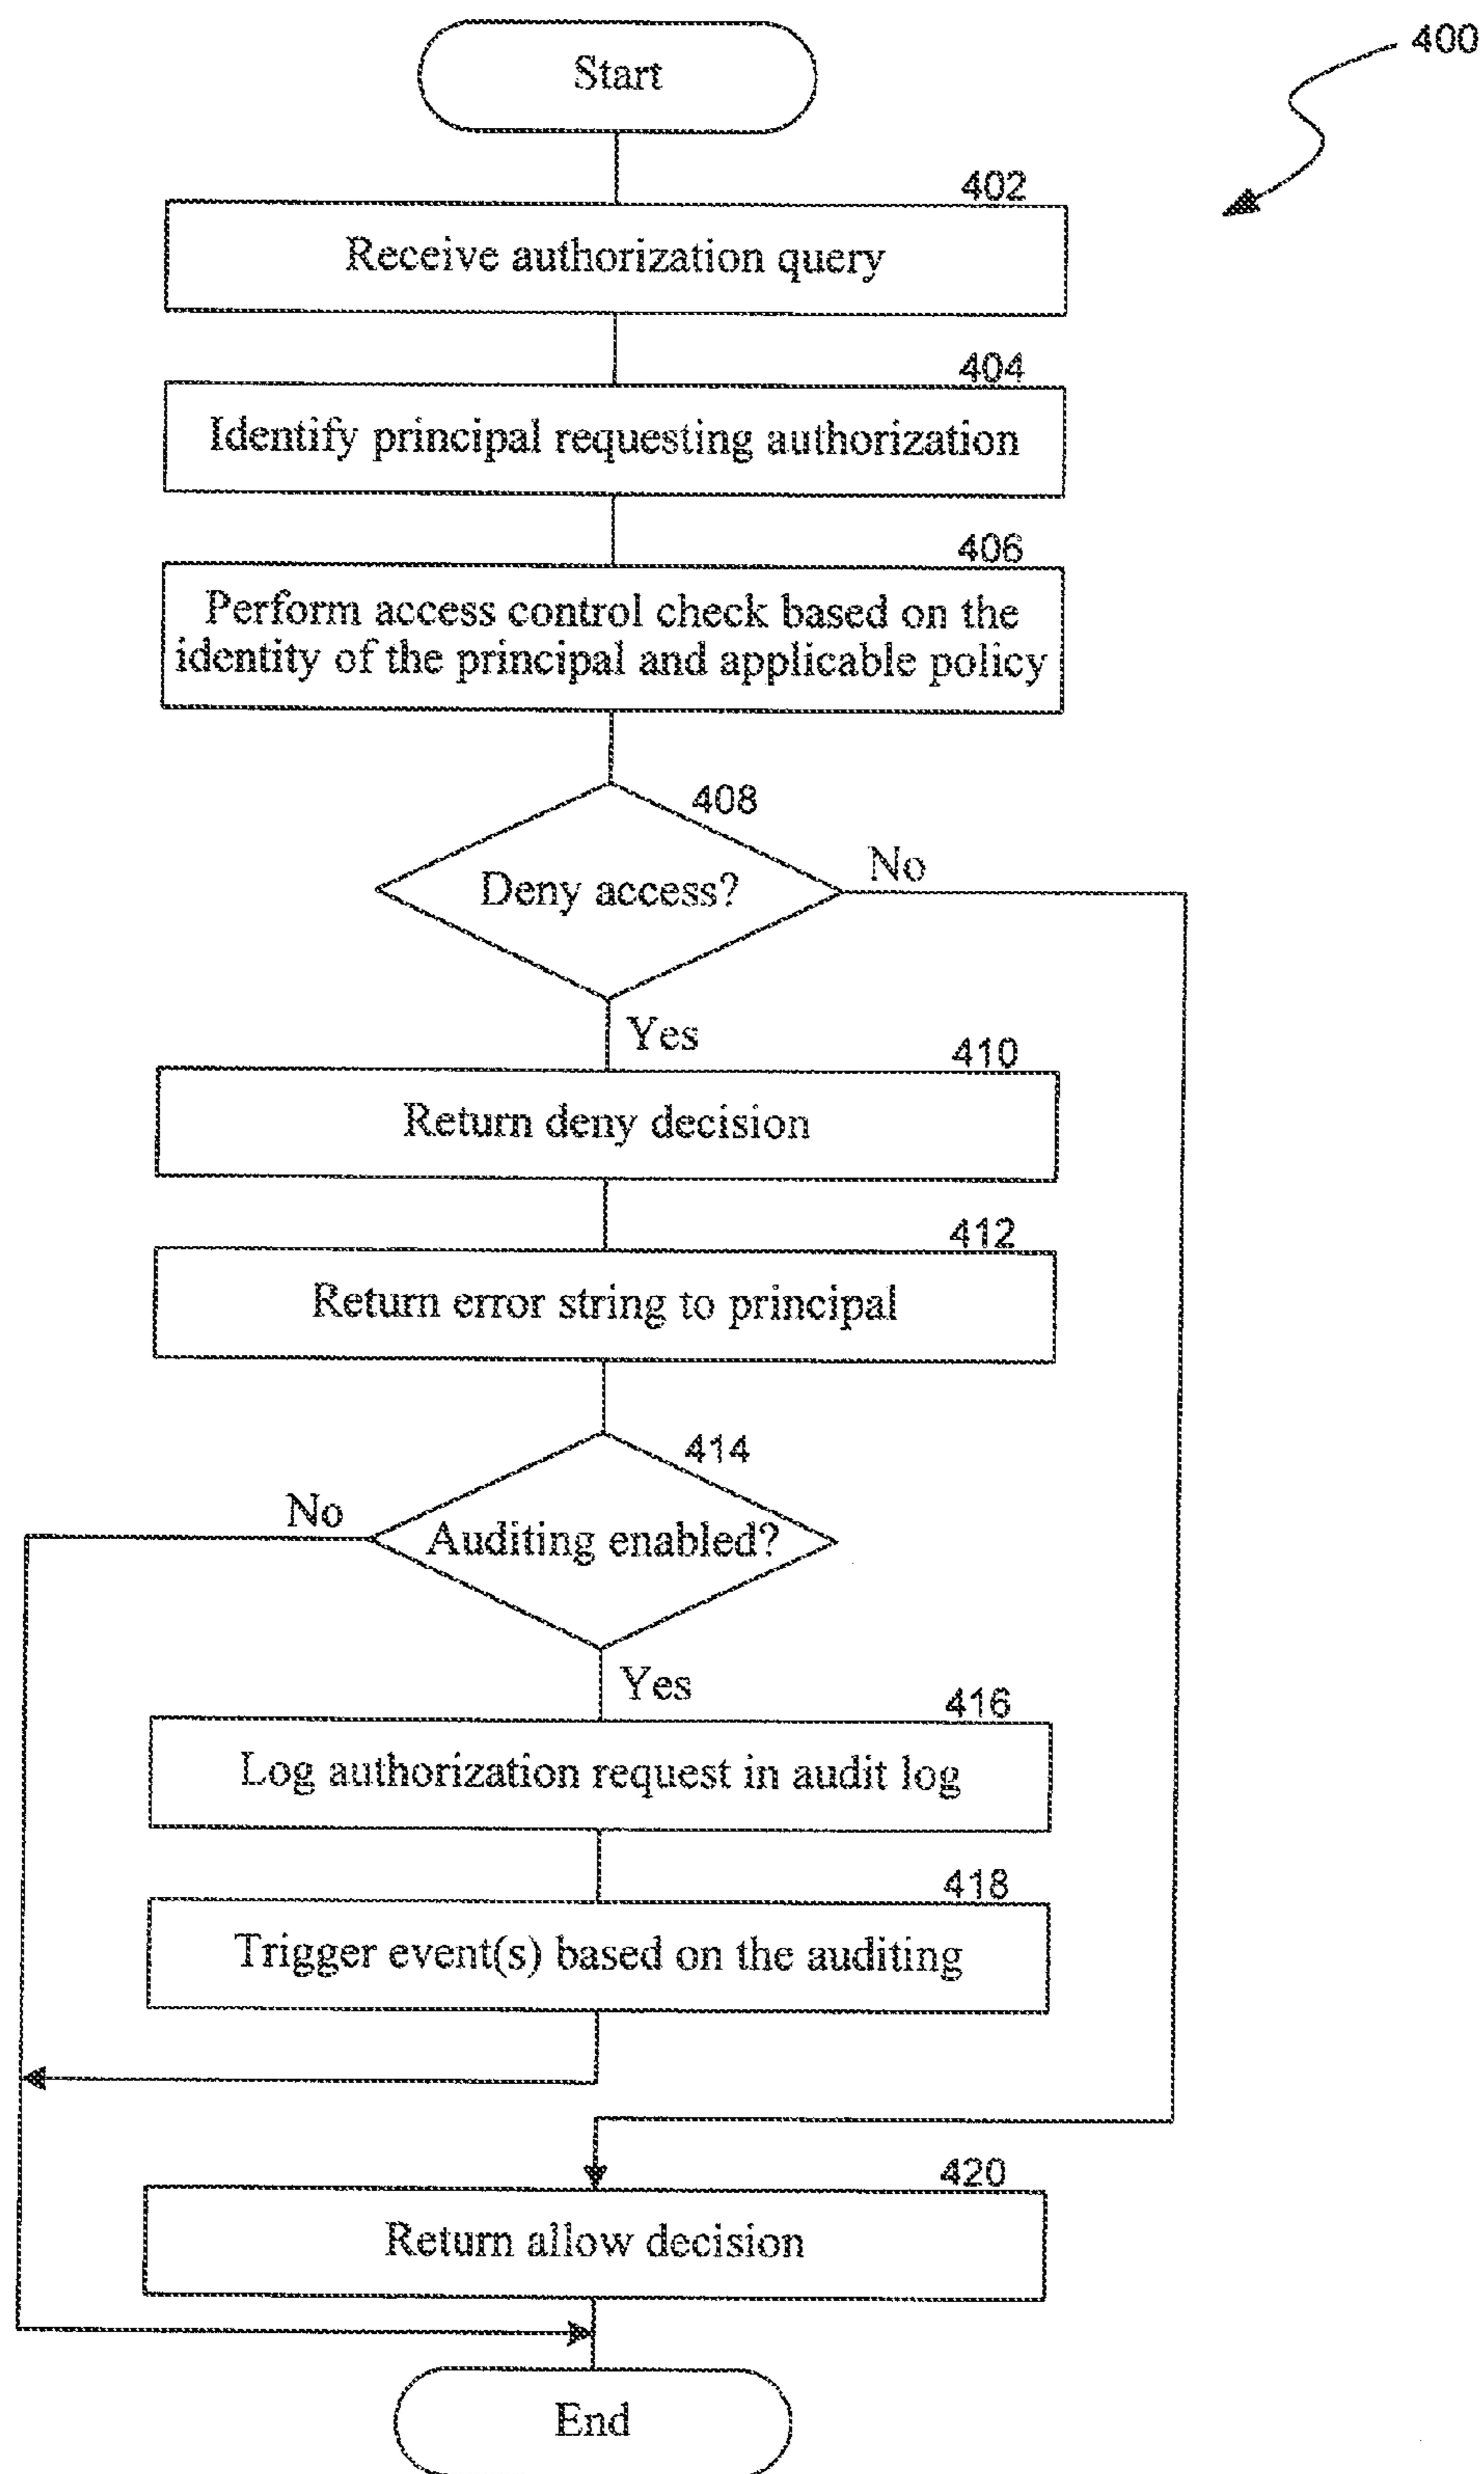 Start
400
402
Receive authorization query
404
Identify principal requesting authorization
406
Perform access control check based on the
identity of the principal and applicable policy
408
Deny access?
No
Yes
410
Return deny decision
412
Return error string to principal
414
No
Auditing enabled?
Yes
416
Log authorization request in audit log
418
Trigger event(s) based on the auditing
420
Return allow decision
End